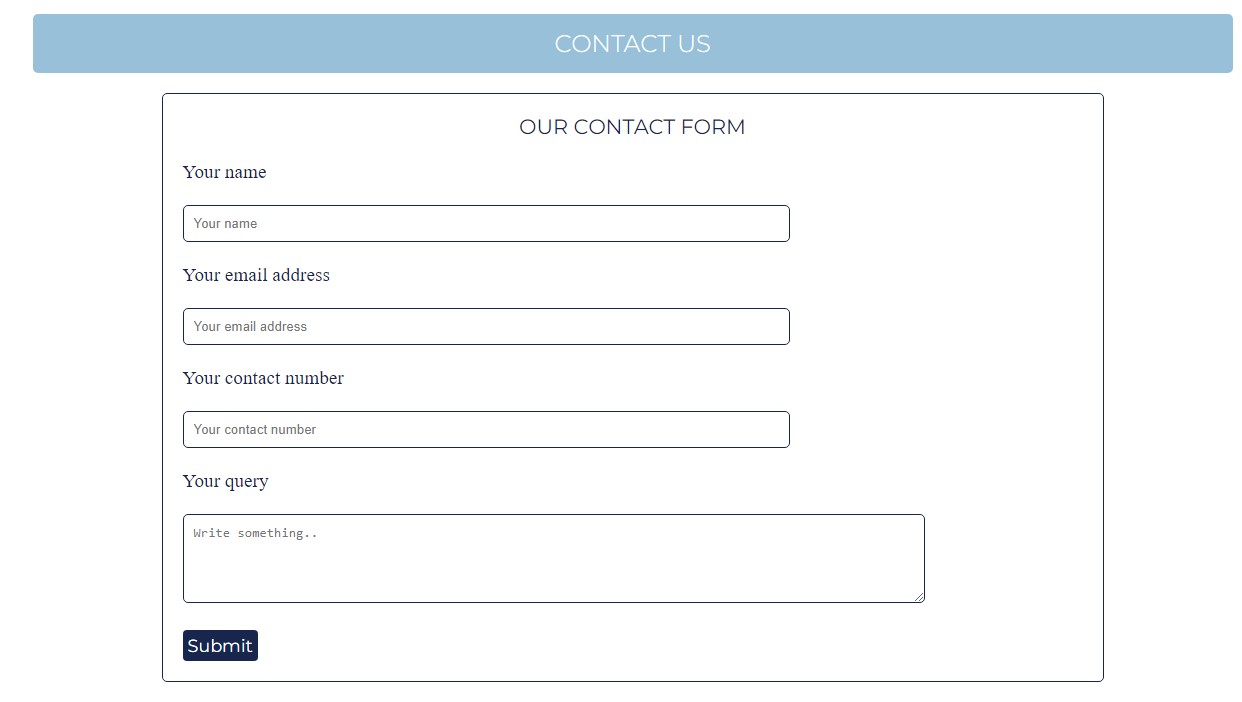 CONTACT US
OUR CONTACT FORM
Your name
Your name
Your email address
Your email address
Your contact number
Your contact number
Your query
Write something..
Submit